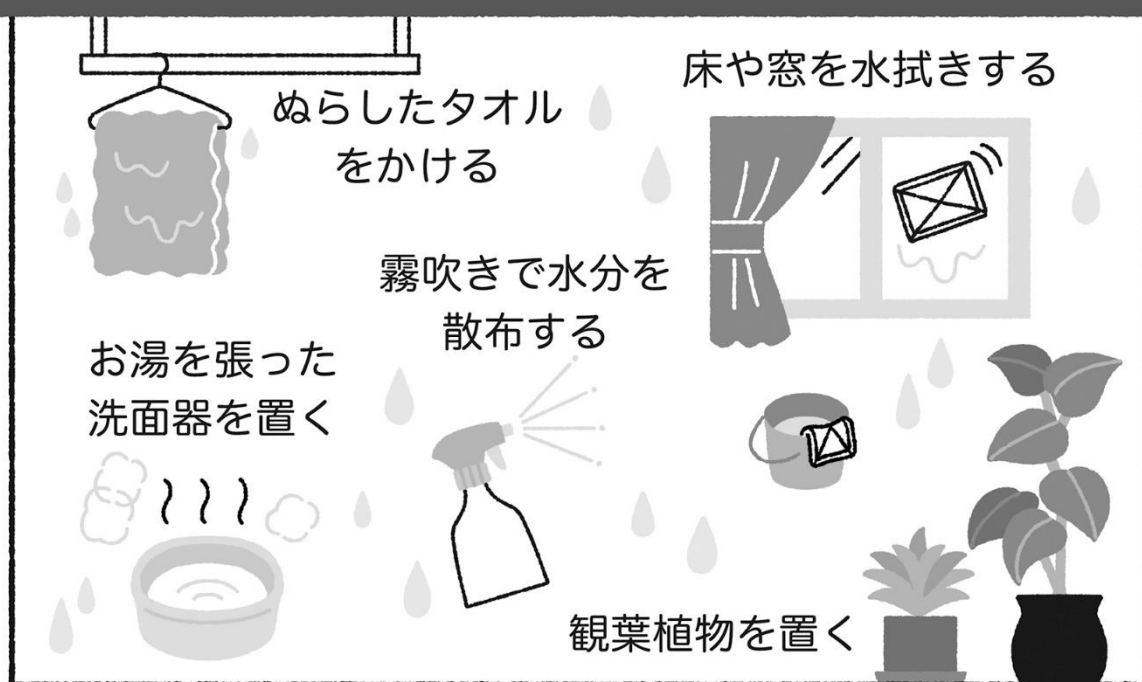 ぬらしたタオル
をかける
床や窓を水拭きする
霧吹きで水分を
散布する
お湯を張った
洗面器を置く
観葉植物を置く